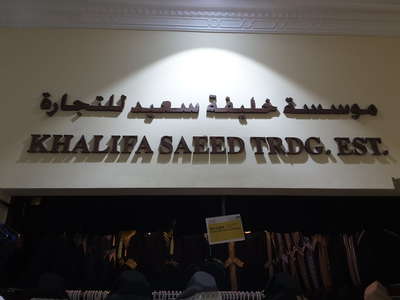 موسسة خليفة سعيد للتجارة
KHALIFA SAEED TRDG. EST.